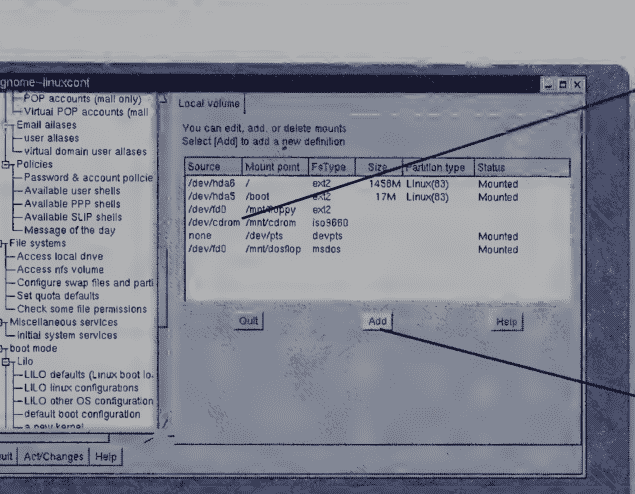 gnome-linuxconf
POP accounts (mail only)
Virtual POP accounts (mail
Email aliases
user aliases
virtual domain user aliases
Policies
Password & account policie
Available user shells
Available PPP shells
Available SLIP shells
Message of the day
File systems
Access local drive
Access nfs volume
Configure swap files and parti
Set quota defaults
Check some file permissions
Miscellaneous services
Initial system services
boot mode
Lilo
LILO defaults (Linux boot lo
LILO linux configurations
LILO other OS configuration
default boot configuration
a new kernel
uit Act/Changes Help
Local volume
You can edit, add, or delete mounts
Select [Add] to add a new definition
Source Mount point FsType Size Partition type Status
/dev/hda6 / ext2 1458M Linux(83) Mounted
/dev/hda5 /boot ext2 17M Linux(83) Mounted
/dev/fd0 /mnt/floppy ext2
/dev/cdrom /mnt/cdrom iso9660
none /dev/pts devpts Mounted
/dev/fd0 /mnt/dosflop msdos Mounted
Quit Add Help